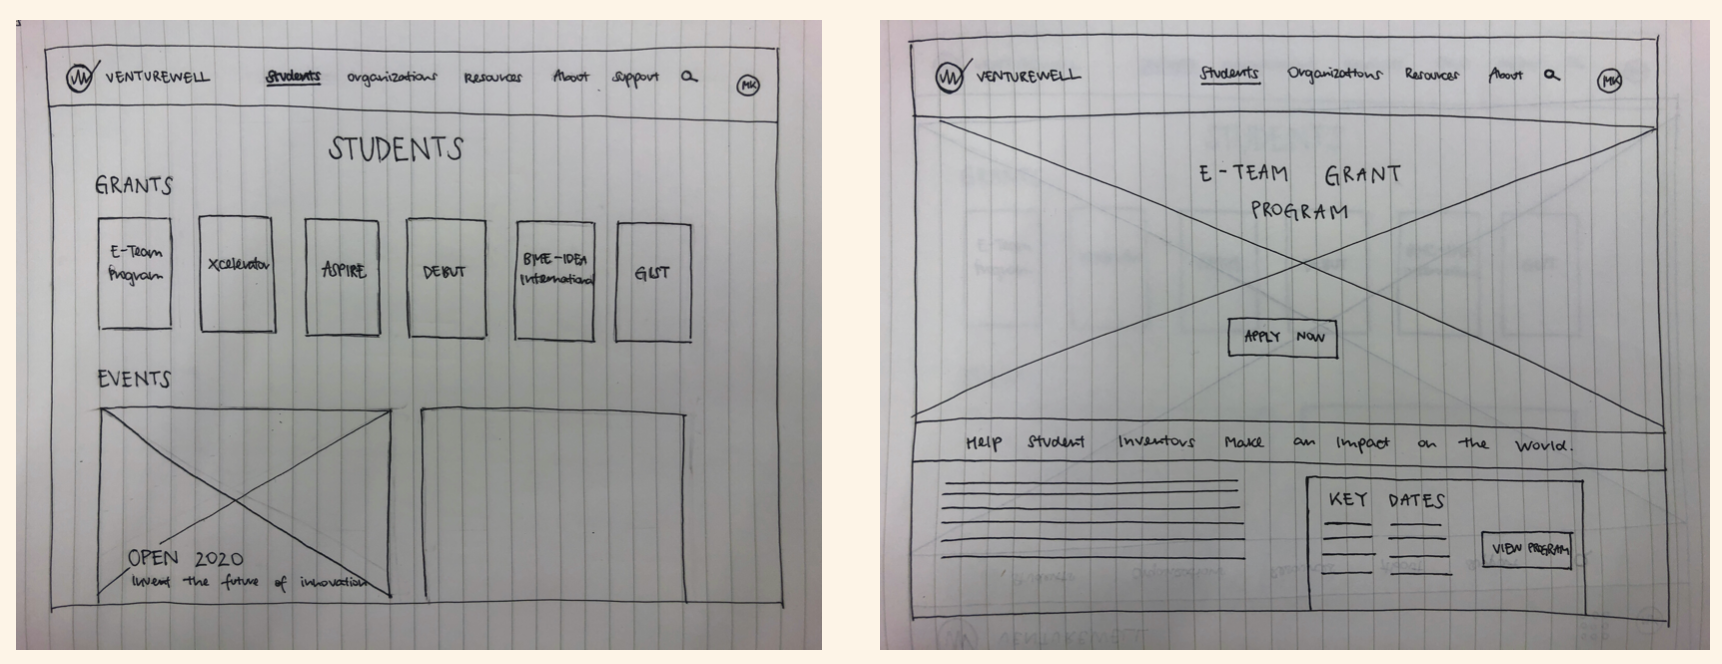 VENTUREWELL Students Organizations Resources About Support MK
STUDENTS
GRANTS
E-Team Program
Xcelerator
ASPIRE
DEBUT
BME-IDEA International
GIST
EVENTS
OPEN 2020
Invent the future of innovation
VENTUREWELL Students Organizations Resources About MK
E-TEAM GRANT
PROGRAM
APPLY NOW
Help Student Inventors Make an Impact on the World.
KEY DATES
VIEW PROGRAM